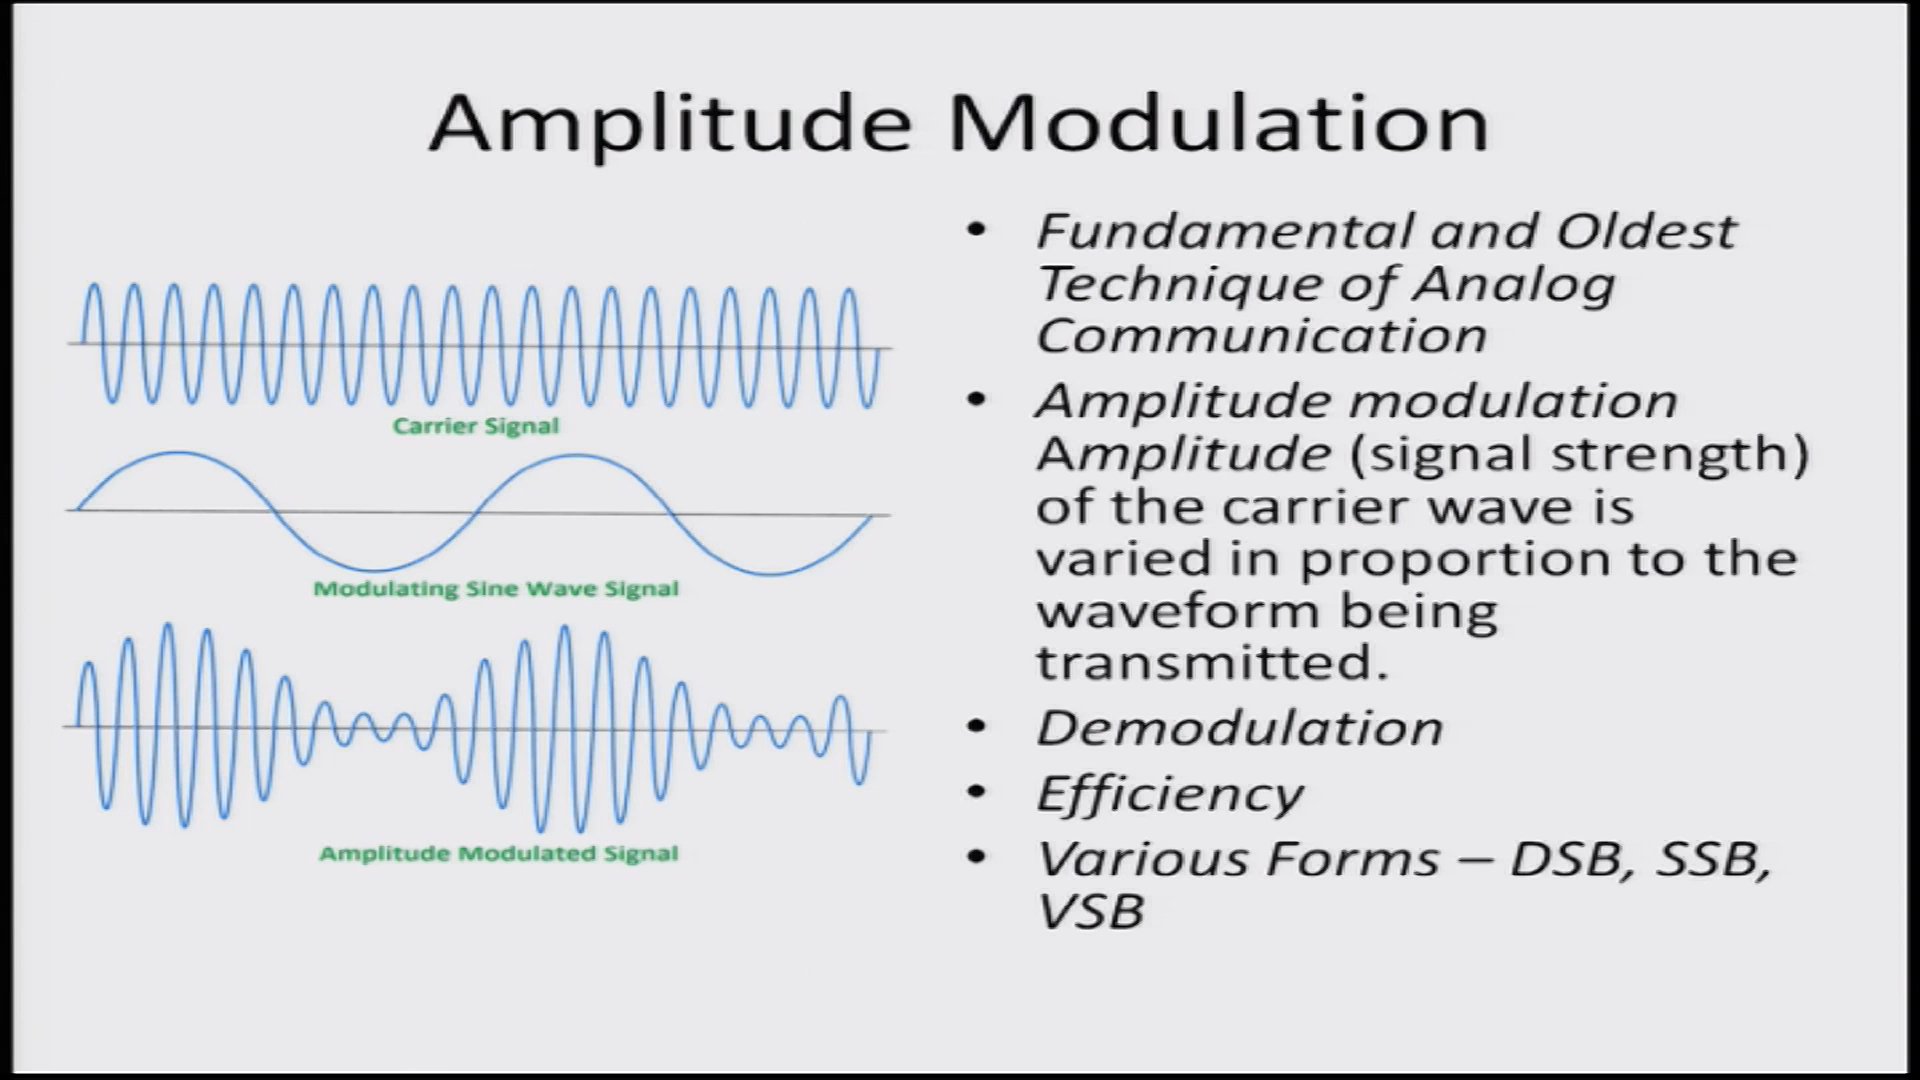 Amplitude Modulation
Carrier Signal
Modulating Sine Wave Signal
Amplitude Modulated Signal
• Fundamental and Oldest
Technique of Analog
Communication
• Amplitude modulation
Amplitude (signal strength)
of the carrier wave is
varied in proportion to the
waveform being
transmitted.
• Demodulation
• Efficiency
• Various Forms – DSB, SSB,
VSB